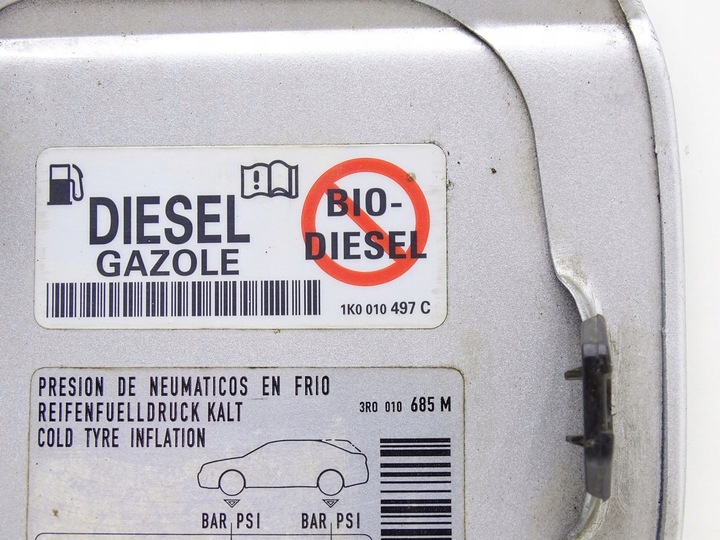 DIESEL
GAZOLE
BIO-
DIESEL
1K0 010 497 C
PRESION DE NEUMATICOS EN FRIO
REIFENFUELLDRUCK KALT
COLD TYRE INFLATION
3R0 010 685 M
BAR PSI BAR PSI